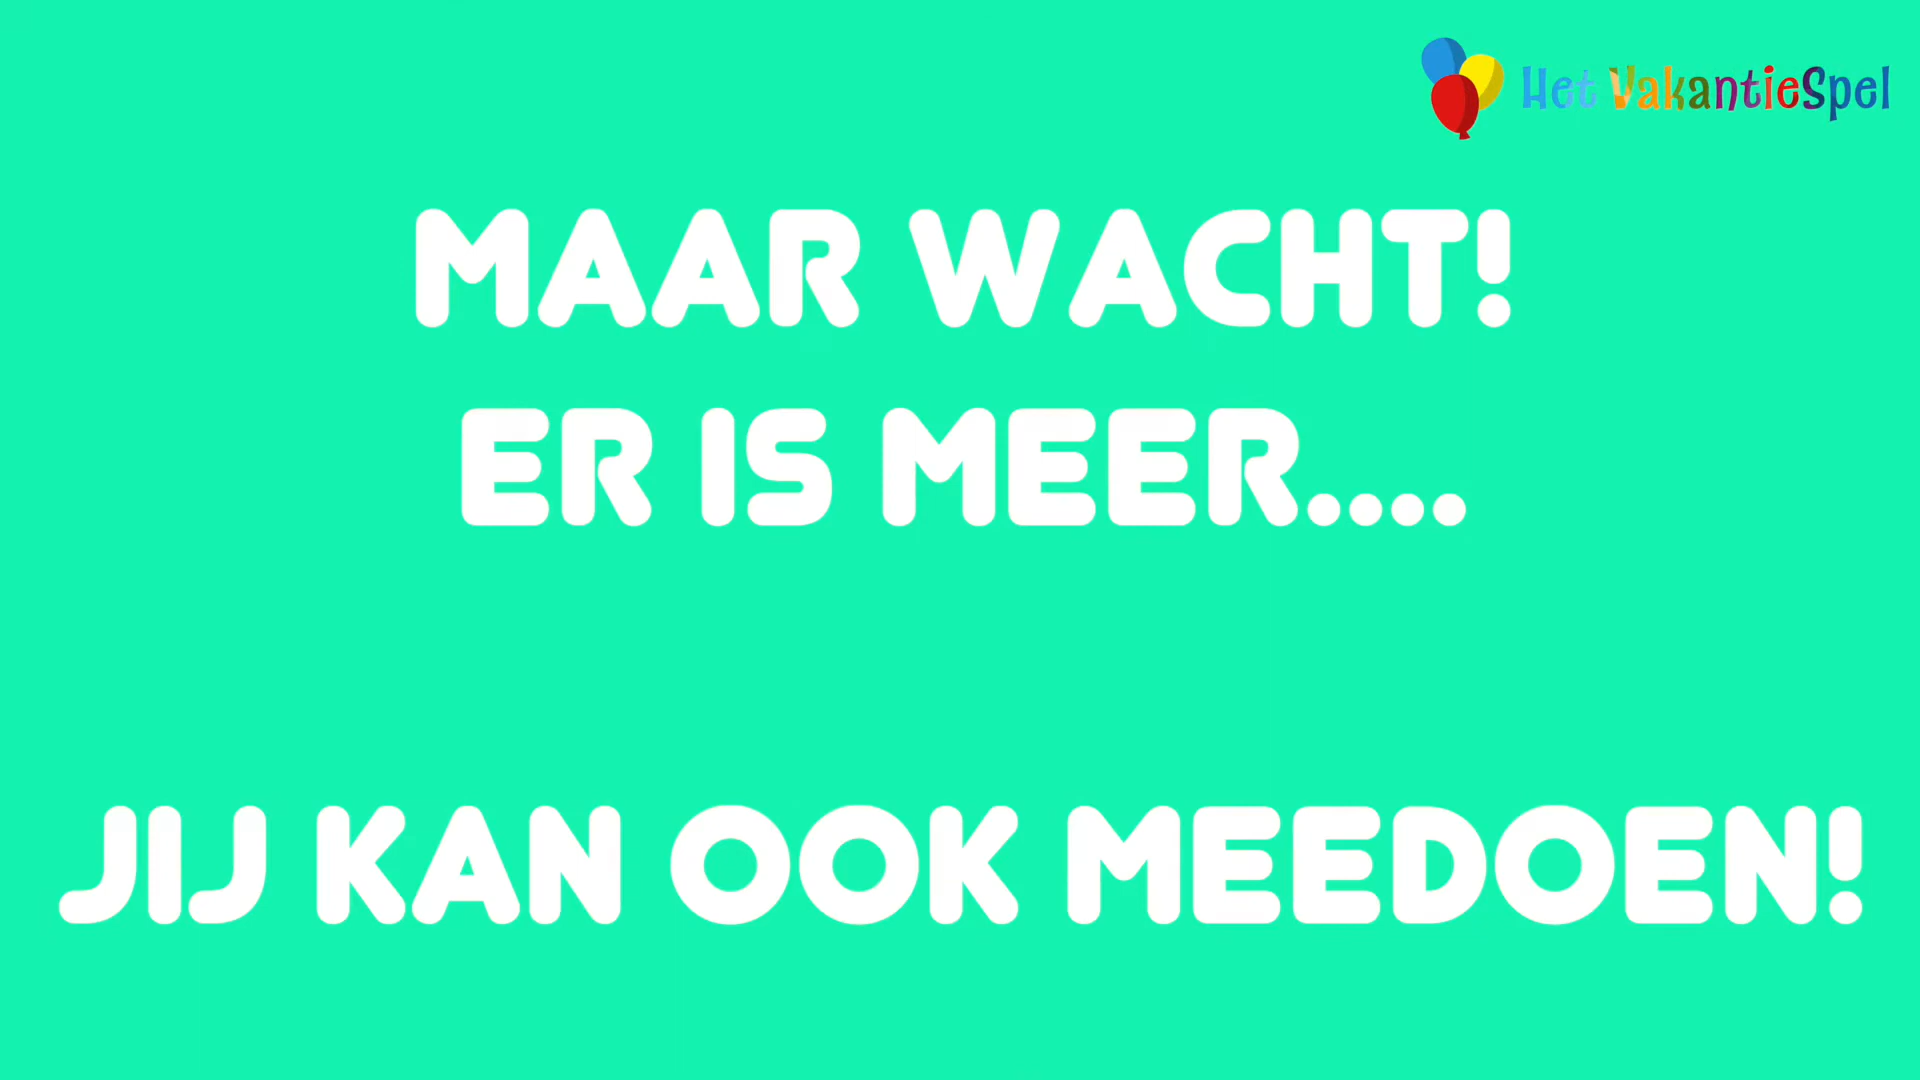 Het VakantieSpel
MAAR WACHT!
ER IS MEER....
JIJ KAN OOK MEEDOEN!